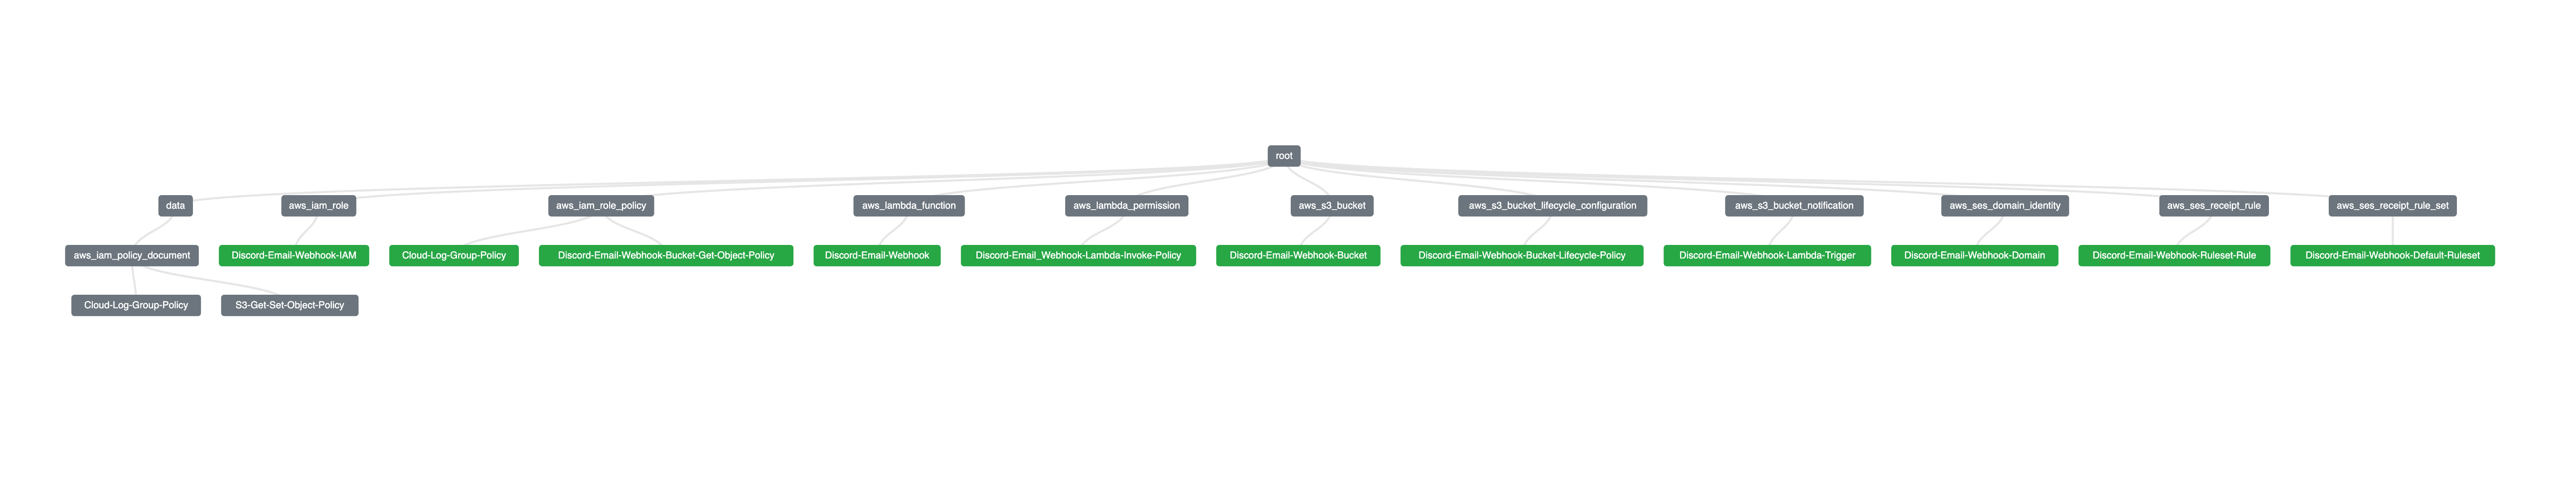 root
data
aws_iam_role
aws_iam_role_policy
aws_lambda_function
aws_lambda_permission
aws_s3_bucket
aws_s3_bucket_lifecycle_configuration
aws_s3_bucket_notification
aws_ses_domain_identity
aws_ses_receipt_rule
aws_ses_receipt_rule_set
aws_iam_policy_document
Discord-Email-Webhook-IAM
Cloud-Log-Group-Policy
Discord-Email-Webhook-Bucket-Get-Object-Policy
Discord-Email-Webhook
Discord-Email_Webhook-Lambda-Invoke-Policy
Discord-Email-Webhook-Bucket
Discord-Email-Webhook-Bucket-Lifecycle-Policy
Discord-Email-Webhook-Lambda-Trigger
Discord-Email-Webhook-Domain
Discord-Email-Webhook-Ruleset-Rule
Discord-Email-Webhook-Default-Ruleset
Cloud-Log-Group-Policy
S3-Get-Set-Object-Policy